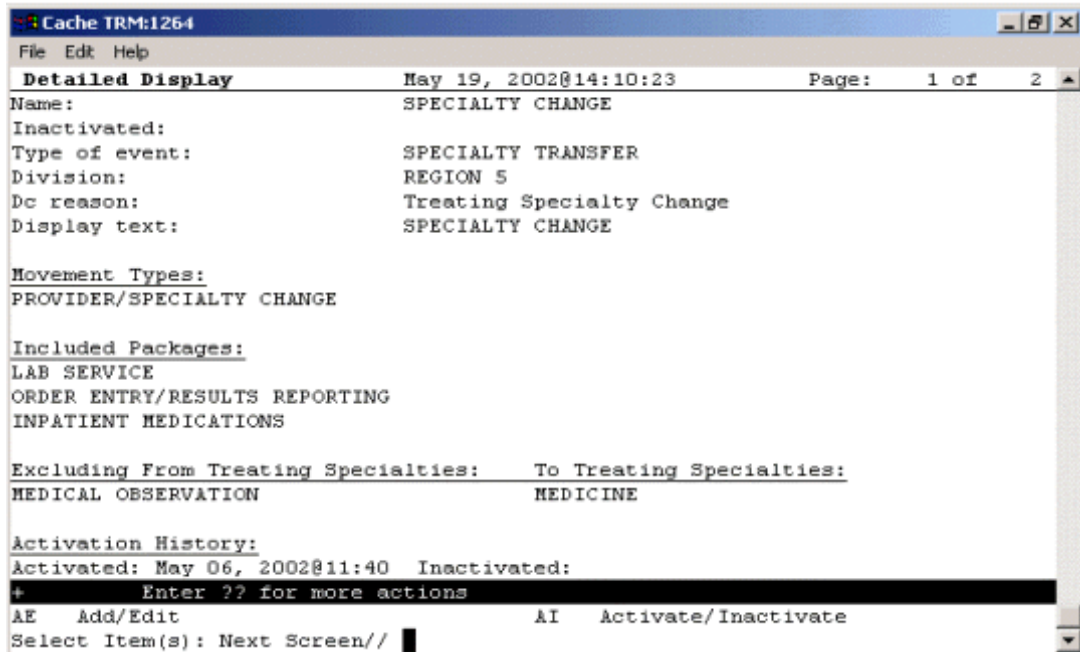 Cache TRM:1264
File Edit Help
Detailed Display May 19, 2002@14:10:23 Page: 1 of 2
Name: SPECIALTY CHANGE
Inactivated:
Type of event: SPECIALTY TRANSFER
Division: REGION 5
Dc reason: Treating Specialty Change
Display text: SPECIALTY CHANGE
Movement Types:
PROVIDER/SPECIALTY CHANGE
Included Packages:
LAB SERVICE
ORDER ENTRY/RESULTS REPORTING
INPATIENT MEDICATIONS
Excluding From Treating Specialties: To Treating Specialties:
MEDICAL OBSERVATION MEDICINE
Activation History:
Activated: May 06, 2002@11:40 Inactivated:
+ Enter ?? for more actions
AE Add/Edit AI Activate/Inactivate
Select Item(s): Next Screen//